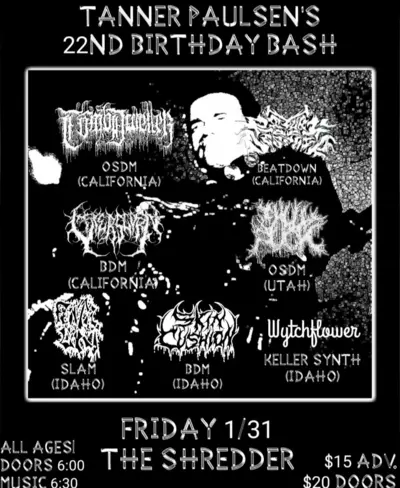 TANNER PAULSEN'S
22ND BIRTHDAY BASH
TombDweller
OSDM
(CALIFORNIA)
BEATDOWN
(CALIFORNIA)
BDM
(CALIFORNIA)
OSDM
(UTAH)
SLAM
(IDAHO)
BDM
(IDAHO)
Wytchflower
KELLER SYNTH
(IDAHO)
FRIDAY 1/31
THE SHREDDER
ALL AGES!
DOORS 6:00
MUSIC 6:30
$15 ADV.
$20 DOORS